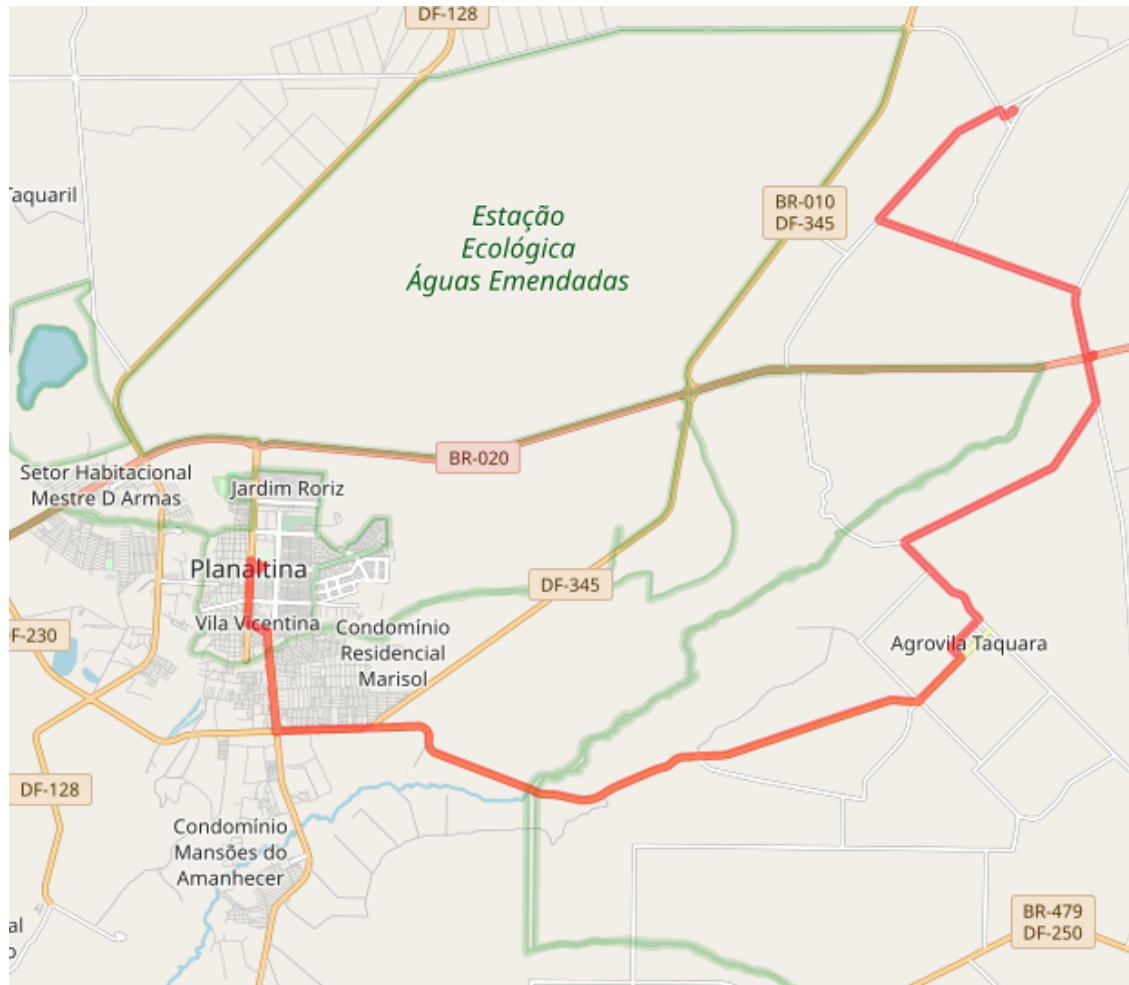 DF-128
Taquaril
Estação
Ecológica
Águas Emendadas
BR-010
DF-345
BR-020
Setor Habitacional
Mestre D Armas
Jardim Roriz
Planaltina
DF-345
Vila Vicentina
DF-230
Condomínio
Residencial
Marisol
Agrovila Taquara
DF-128
Condomínio
Mansões do
Amanhecer
BR-479
DF-250
al
o